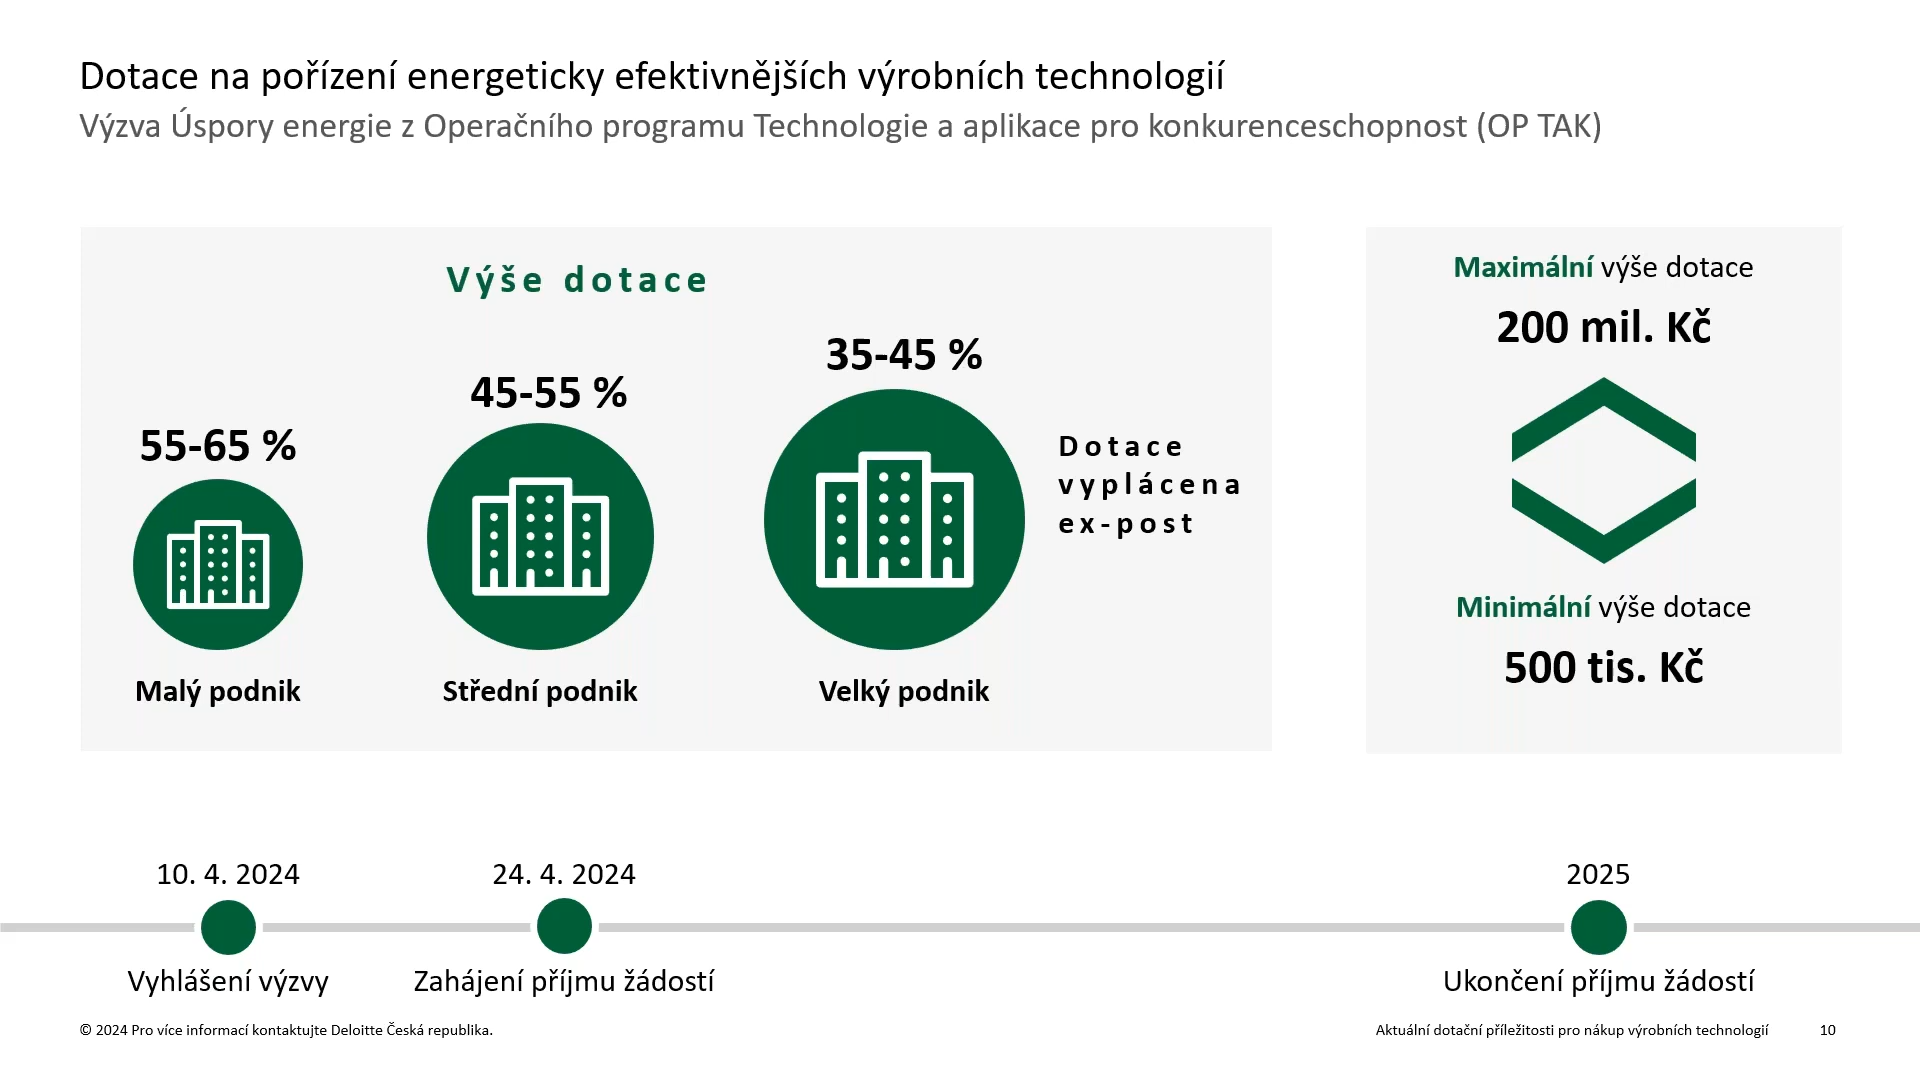 Dotace na pořízení energeticky efektivnějších výrobních technologií
Výzva Úspory energie z Operačního programu Technologie a aplikace pro konkurenceschopnost (OP TAK)
Výše dotace
55-65 %
Malý podnik
45-55 %
Střední podnik
35-45 %
Velký podnik
Dotace
vyplácena
ex-post
Maximální výše dotace
200 mil. Kč
Minimální výše dotace
500 tis. Kč
10. 4. 2024
Vyhlášení výzvy
24. 4. 2024
Zahájení příjmu žádostí
2025
Ukončení příjmu žádostí
© 2024 Pro více informací kontaktujte Deloitte Česká republika.
Aktuální dotační příležitosti pro nákup výrobních technologií
10